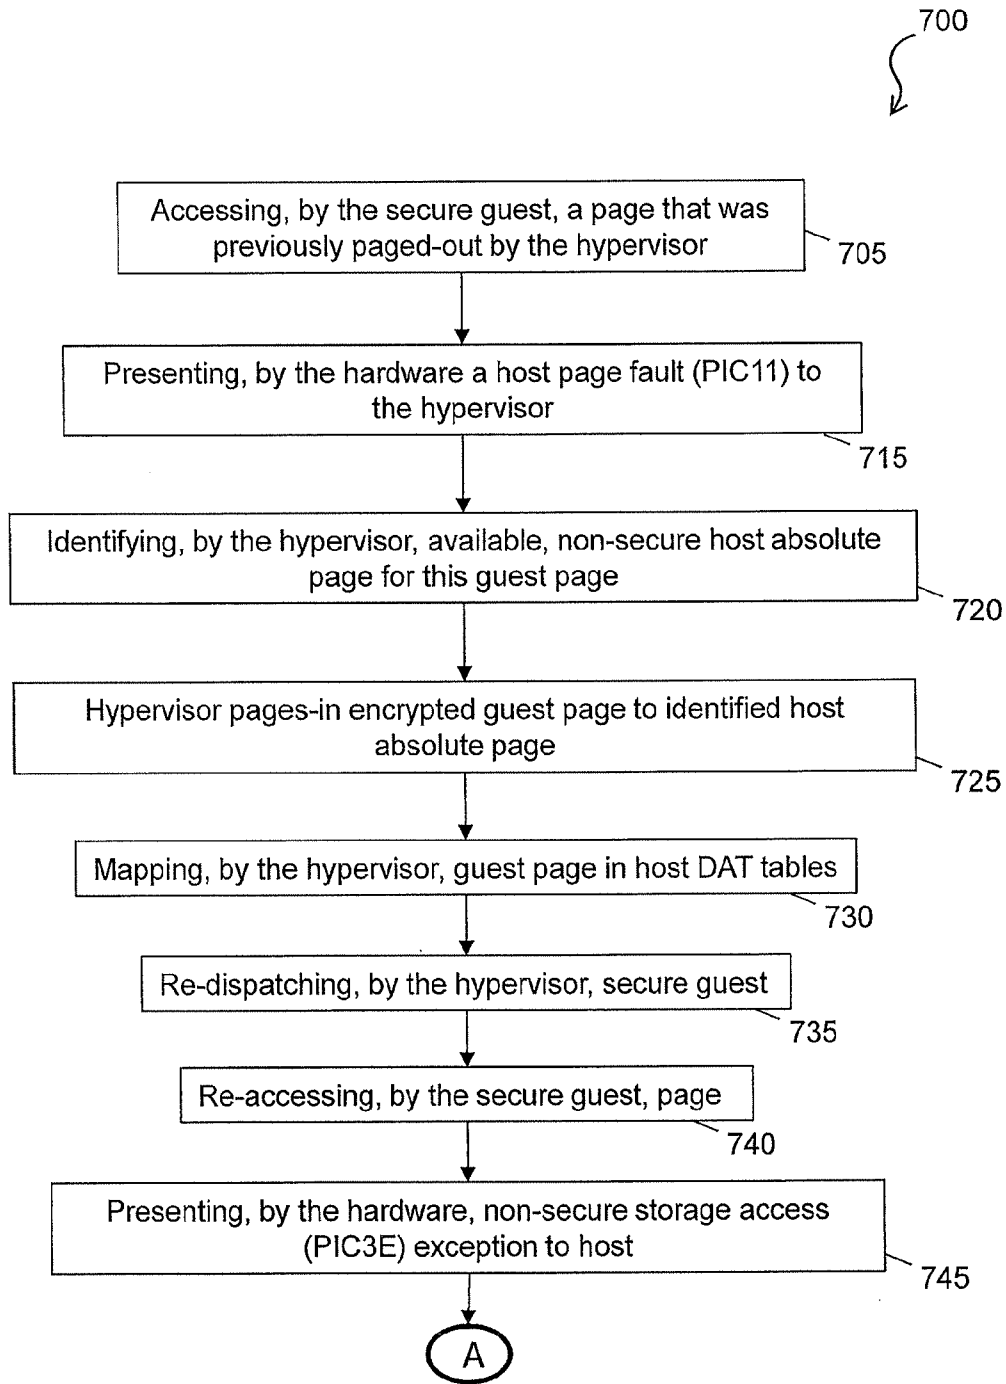 700
Accessing, by the secure guest, a page that was
previously paged-out by the hypervisor
705
Presenting, by the hardware a host page fault (PIC11) to
the hypervisor
715
Identifying, by the hypervisor, available, non-secure host absolute
page for this guest page
720
Hypervisor pages-in encrypted guest page to identified host
absolute page
725
Mapping, by the hypervisor, guest page in host DAT tables
730
Re-dispatching, by the hypervisor, secure guest
735
Re-accessing, by the secure guest, page
740
Presenting, by the hardware, non-secure storage access
(PIC3E) exception to host
745
A